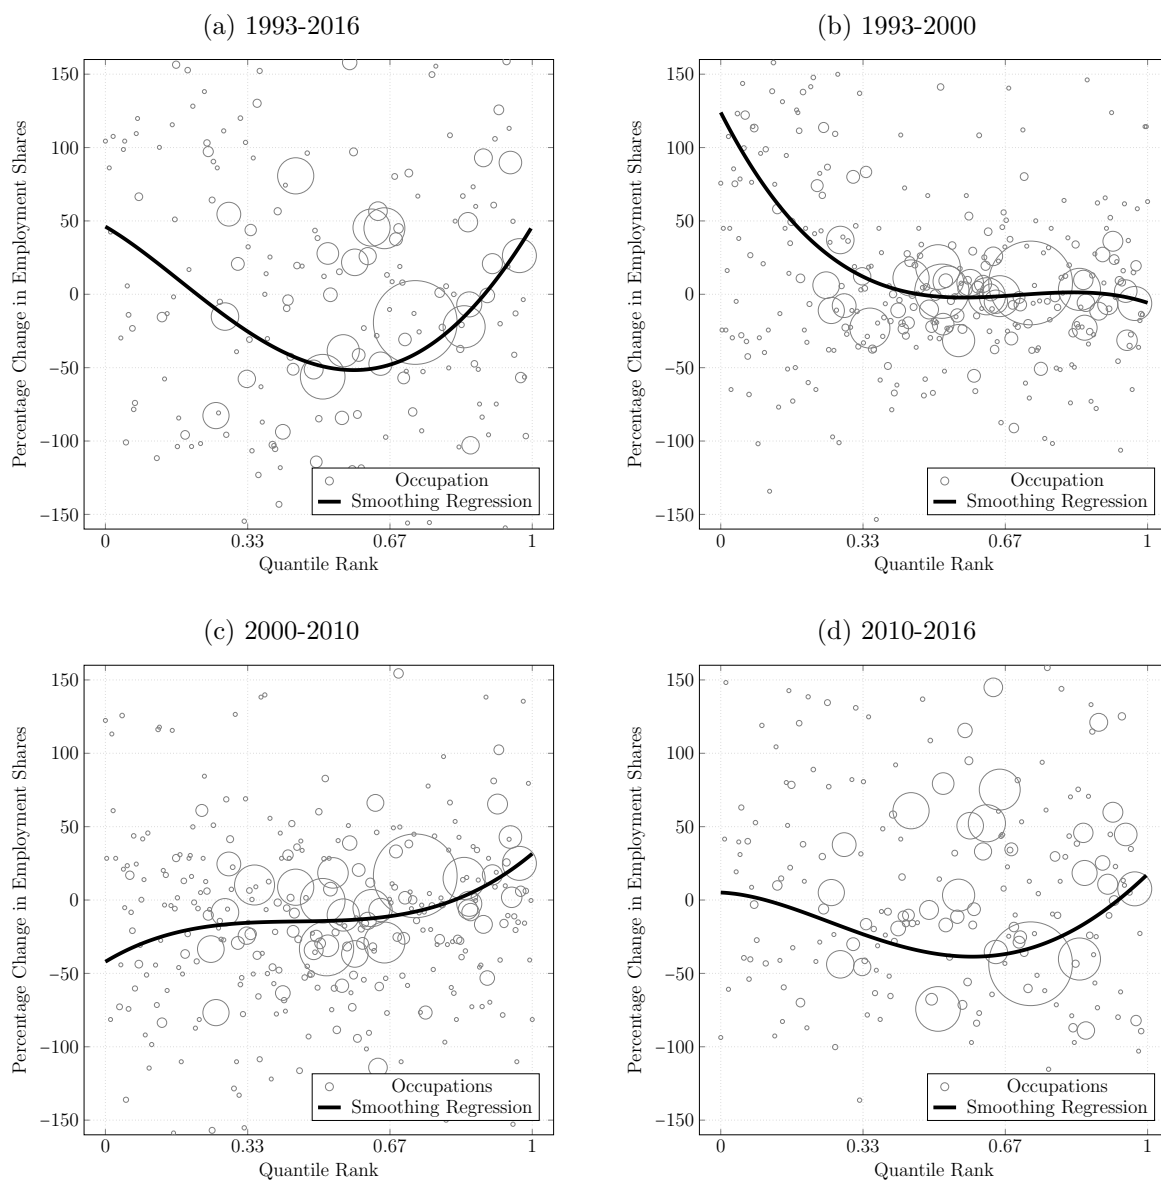 (a) 1993-2016
Percentage Change in Employment Shares
150
100
50
0
−50
−100
−150
0
0.33
0.67
1
Quantile Rank
Occupation
Smoothing Regression
(b) 1993-2000
Percentage Change in Employment Shares
150
100
50
0
−50
−100
−150
0
0.33
0.67
1
Quantile Rank
Occupation
Smoothing Regression
(c) 2000-2010
Percentage Change in Employment Shares
150
100
50
0
−50
−100
−150
0
0.33
0.67
1
Quantile Rank
Occupations
Smoothing Regression
(d) 2010-2016
Percentage Change in Employment Shares
150
100
50
0
−50
−100
−150
0
0.33
0.67
1
Quantile Rank
Occupations
Smoothing Regression